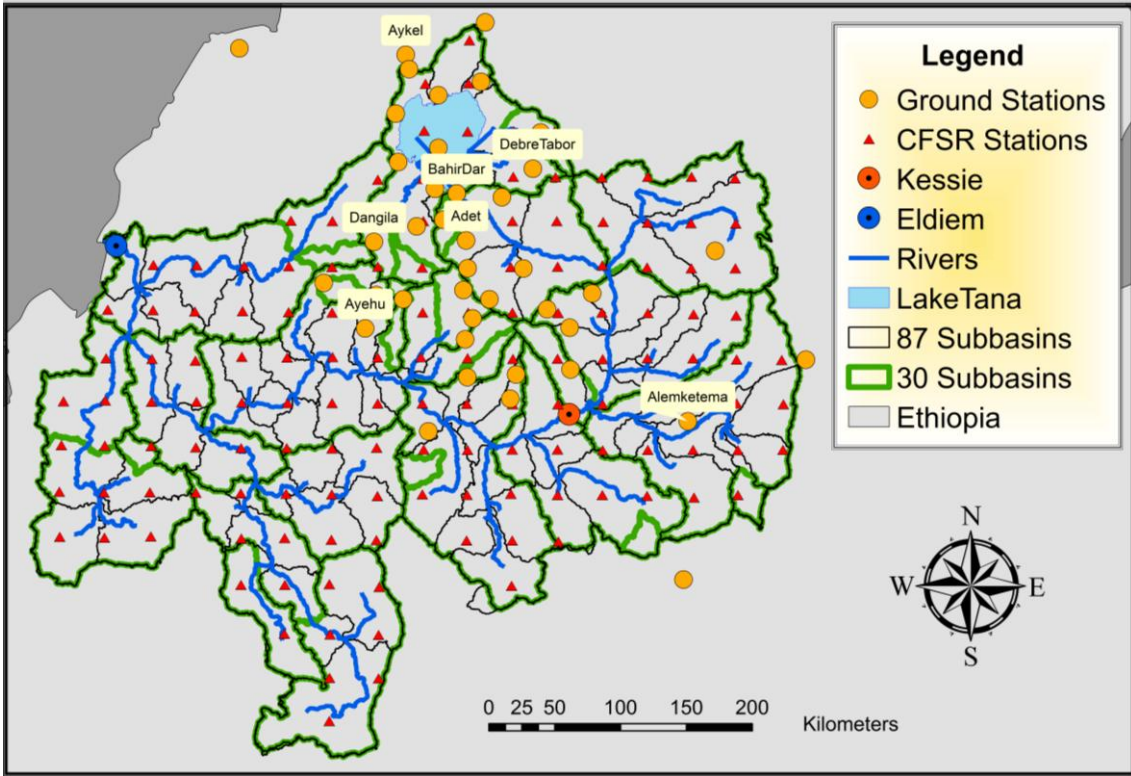 Aykel
DebreTabor
BahirDar
Dangila
Adet
Ayehu
Alemketema
Legend
Ground Stations
CFSR Stations
Kessie
Eldiem
Rivers
LakeTana
87 Subbasins
30 Subbasins
Ethiopia
N
W E
S
0 25 50 100 150 200
Kilometers